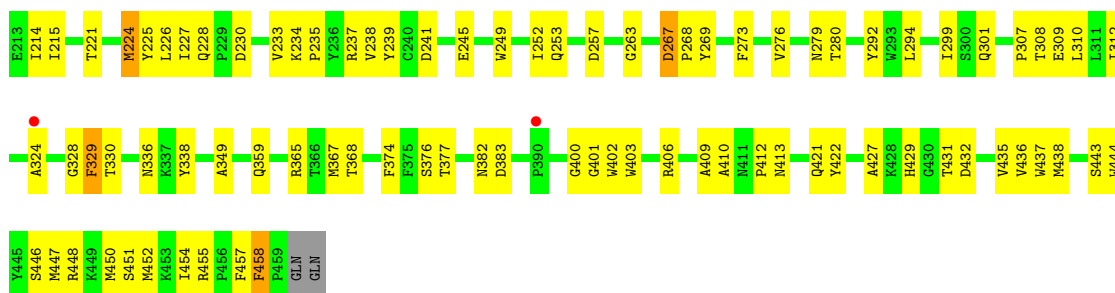 E213 I214 I215 T221 M224 Y225 L226 I227 Q228 P229 D230 V233 K234 P235 Y236 R237 V238 Y239 C240 D241 E245 W249 I252 Q253 D257 G263 D267 P268 Y269 F273 V276 N279 T280 Y292 W293 L294 I299 S300 Q301 P307 T308 E309 L310 L311
A324 G328 F329 T330 N336 K337 Y338 A349 Q359 R365 T366 M367 T368 F374 F375 S376 T377 N382 D383 P390 G400 G401 W402 W403 R406 A409 A410 N411 P412 N413 Q421 Y422 A427 K428 H429 G430 T431 D432 V435 V436 W437 M438 S443
Y445 S446 M447 R448 K449 M450 S451 M452 K453 I454 R455 P456 F457 F458 P459 GLN GLN